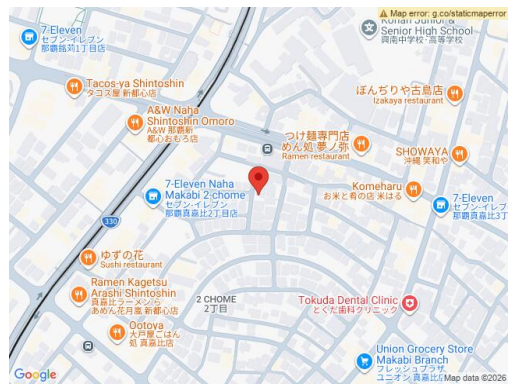 Map error: g.co/staticmaperror
Konan Junior &
Senior High School
興南中学校·高等学校
7-Eleven
セブン-イレブン
那覇銘苅1丁目店
Tacos-ya Shintoshin
タコス屋 新都心店
ぼんぢりや古島店
Izakaya restaurant
A&W Naha
Shintoshin Omoro
A&W 那覇新
都心おもろ店
つけ麺専門店
めん処 夢ノ弥
Ramen restaurant
SHOWAYA
沖縄 笑和や
7-Eleven Naha
Makabi 2-chome
セブン-イレブン
那覇真嘉比2丁目店
Komeharu
お米と肴の店 米はる
7-Eleven
セブン-イレブン
那覇真嘉比3丁
330
ゆずの花
Sushi restaurant
Ramen Kagetsu
Arashi Shintoshin
真嘉比ラーメン
あめん花月嵐 新都心店
2 CHOME
2丁目
Tokuda Dental Clinic
とくだ歯科クリニック
Ootoya
大戸屋ごはん
処 真嘉比店
Union Grocery Store
Makabi Branch
フレッシュプラザ
ユニオン 真嘉比店
Google
Map data ©2026